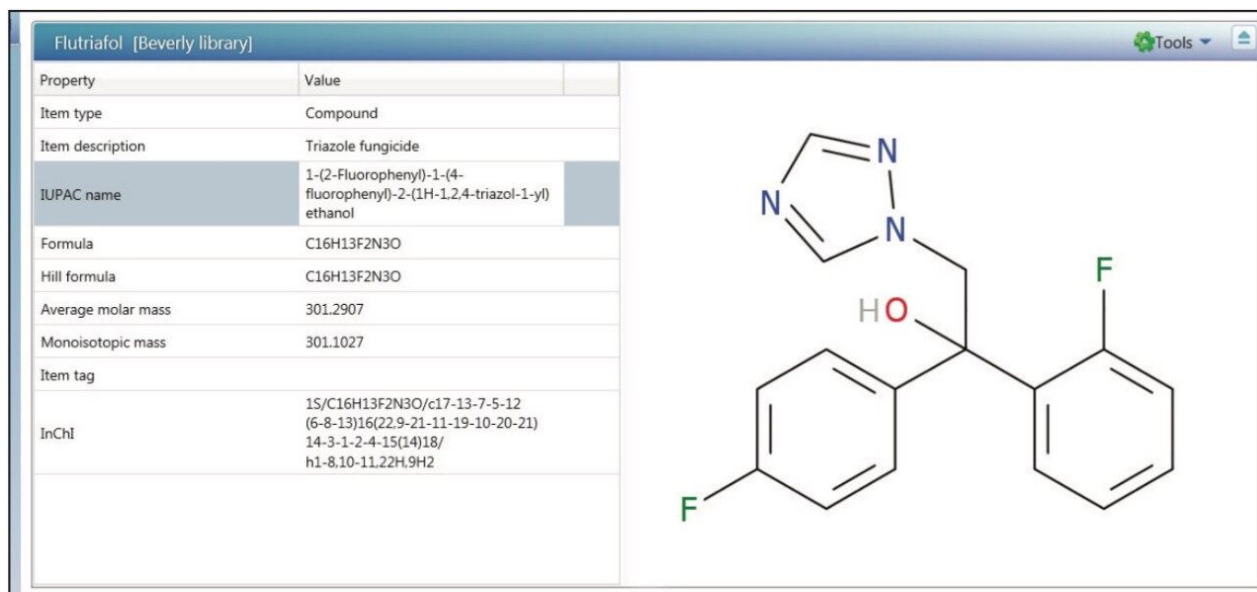 Flutriafol [Beverly library]
Tools
Property Value
Item type Compound
Item description Triazole fungicide
IUPAC name 1-(2-Fluorophenyl)-1-(4-
fluorophenyl)-2-(1H-1,2,4-triazol-1-yl)
ethanol
Formula C16H13F2N3O
Hill formula C16H13F2N3O
Average molar mass 301.2907
Monoisotopic mass 301.1027
Item tag
InChI 1S/C16H13F2N3O/c17-13-7-5-12
(6-8-13)16(22,9-21-11-19-10-20-21)
14-3-1-2-4-15(14)18/
h1-8,10-11,22H,9H2
N
N
N
F
HO
F